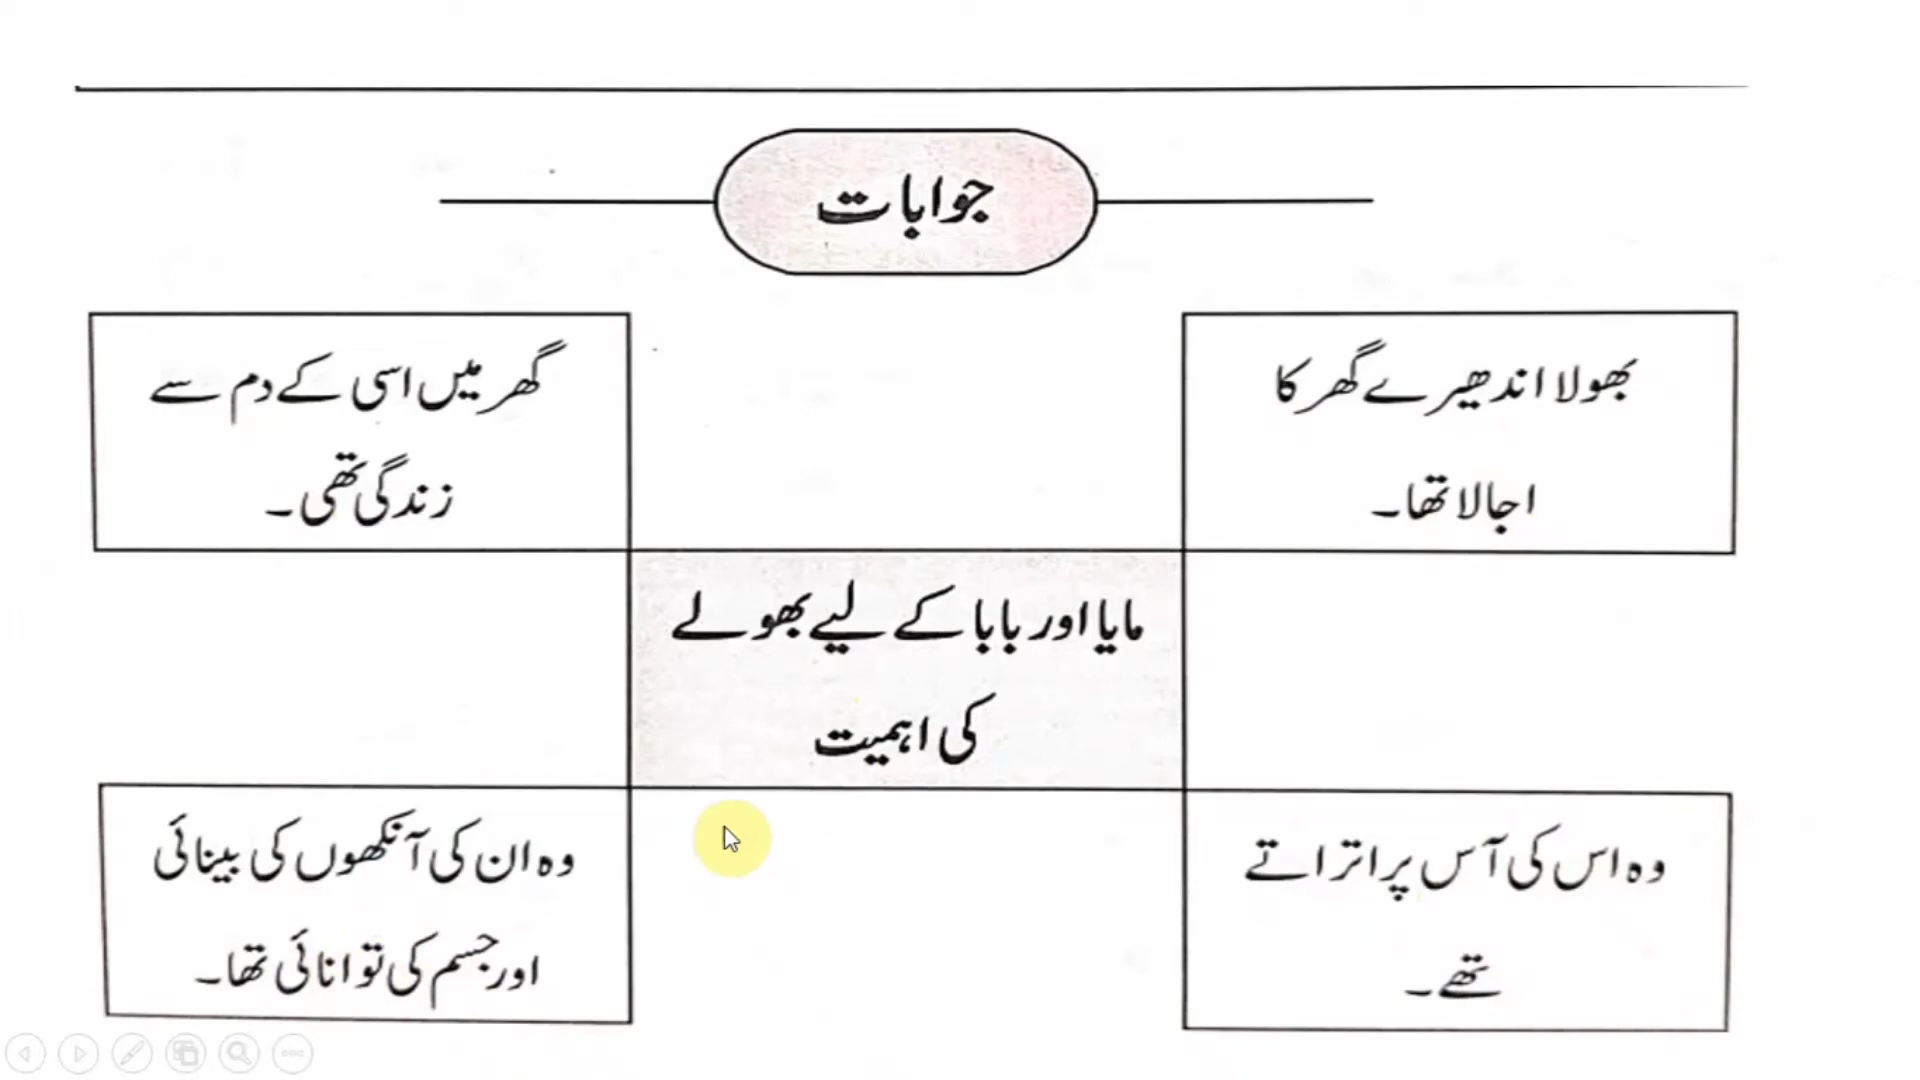 جوابات
بھولا اندھیرے گھر کا
اجالا تھا۔
گھر میں اسی کے دم سے
زندگی تھی۔
مایا اور بابا کے لیے بھولے
کی اہمیت
وہ اس کی آس پر اتراتے
تھے۔
وہ ان کی آنکھوں کی بینائی
اور جسم کی توانائی تھا۔